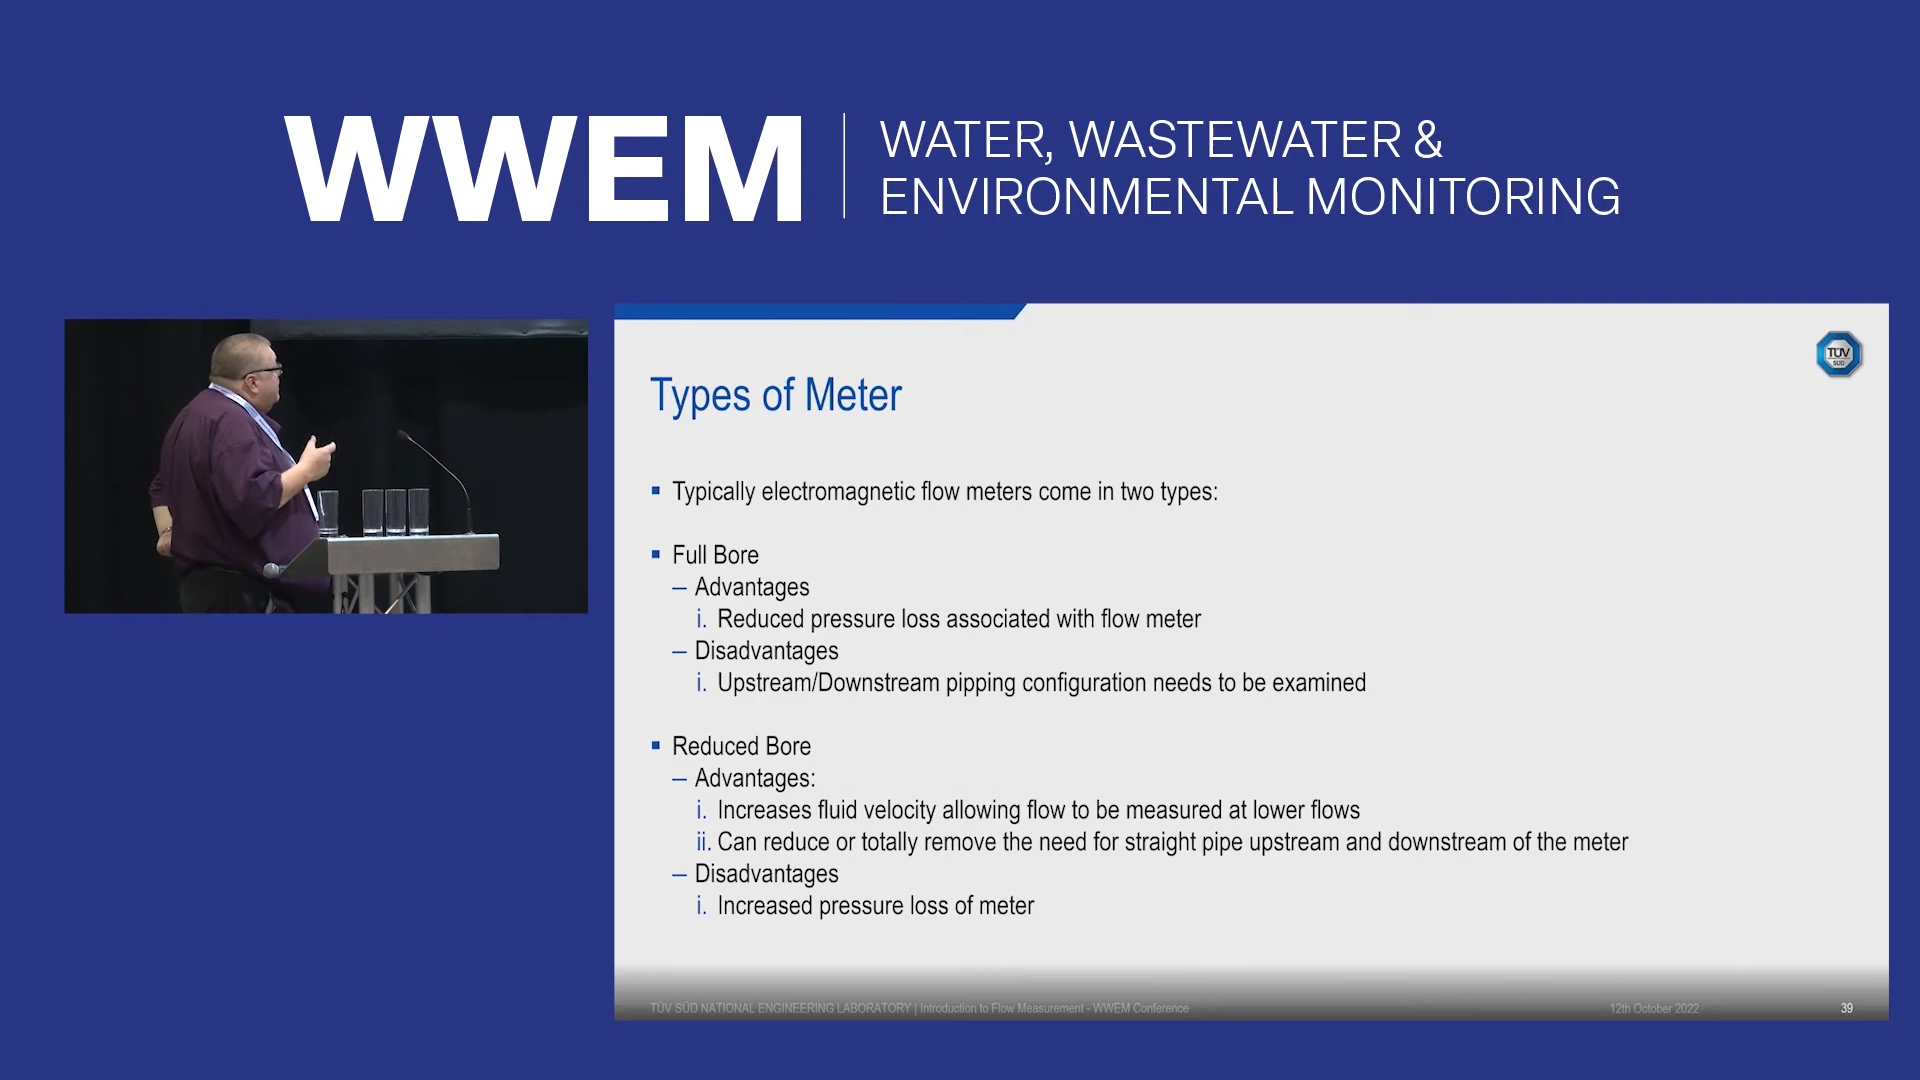 WWEM
WATER, WASTEWATER &
ENVIRONMENTAL MONITORING
TÜV
SÜD
Types of Meter
▪ Typically electromagnetic flow meters come in two types:
▪ Full Bore
– Advantages
i. Reduced pressure loss associated with flow meter
– Disadvantages
i. Upstream/Downstream pipping configuration needs to be examined
▪ Reduced Bore
– Advantages:
i. Increases fluid velocity allowing flow to be measured at lower flows
ii. Can reduce or totally remove the need for straight pipe upstream and downstream of the meter
– Disadvantages
i. Increased pressure loss of meter
TÜV SÜD NATIONAL ENGINEERING LABORATORY | Introduction to Flow Measurement - WWEM Conference
12th October 2022
39